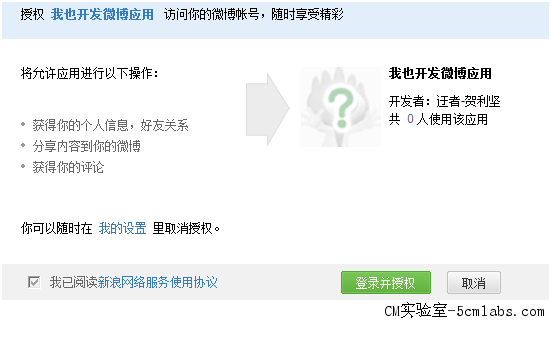 授权 我也开发微博应用 访问你的微博帐号，随时享受精彩
将允许应用进行以下操作：
• 获得你的个人信息，好友关系
• 分享内容到你的微博
• 获得你的评论
?
我也开发微博应用
开发者：迋者-贺利坚
共 0 人使用该应用
你可以随时在 我的设置 里取消授权。
我已阅读新浪网络服务使用协议
登录并授权
取消
CM实验室-5cmlabs.com